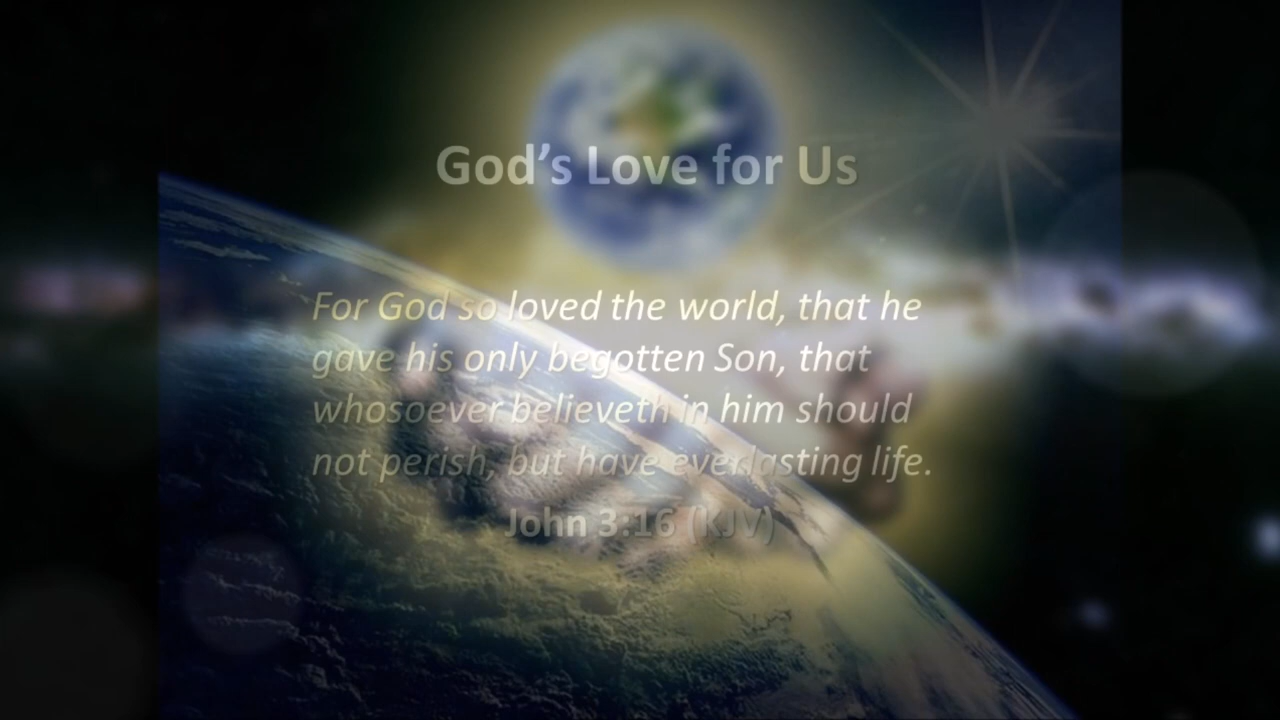 God’s Love for Us
For God so loved the world, that he
gave his only begotten Son, that
whosoever believeth in him should
not perish, but have everlasting life.
John 3:16 (KJV)